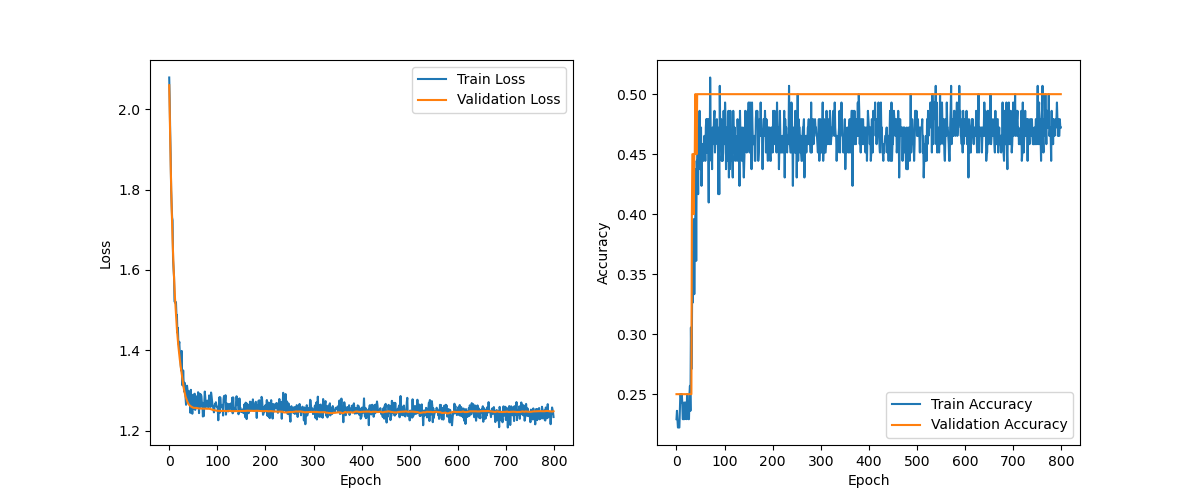 Train Loss
Validation Loss
2.0
1.8
1.6
1.4
1.2
Loss
0 100 200 300 400 500 600 700 800
Epoch
0.50
0.45
0.40
0.35
0.30
0.25
Accuracy
Train Accuracy
Validation Accuracy
0 100 200 300 400 500 600 700 800
Epoch